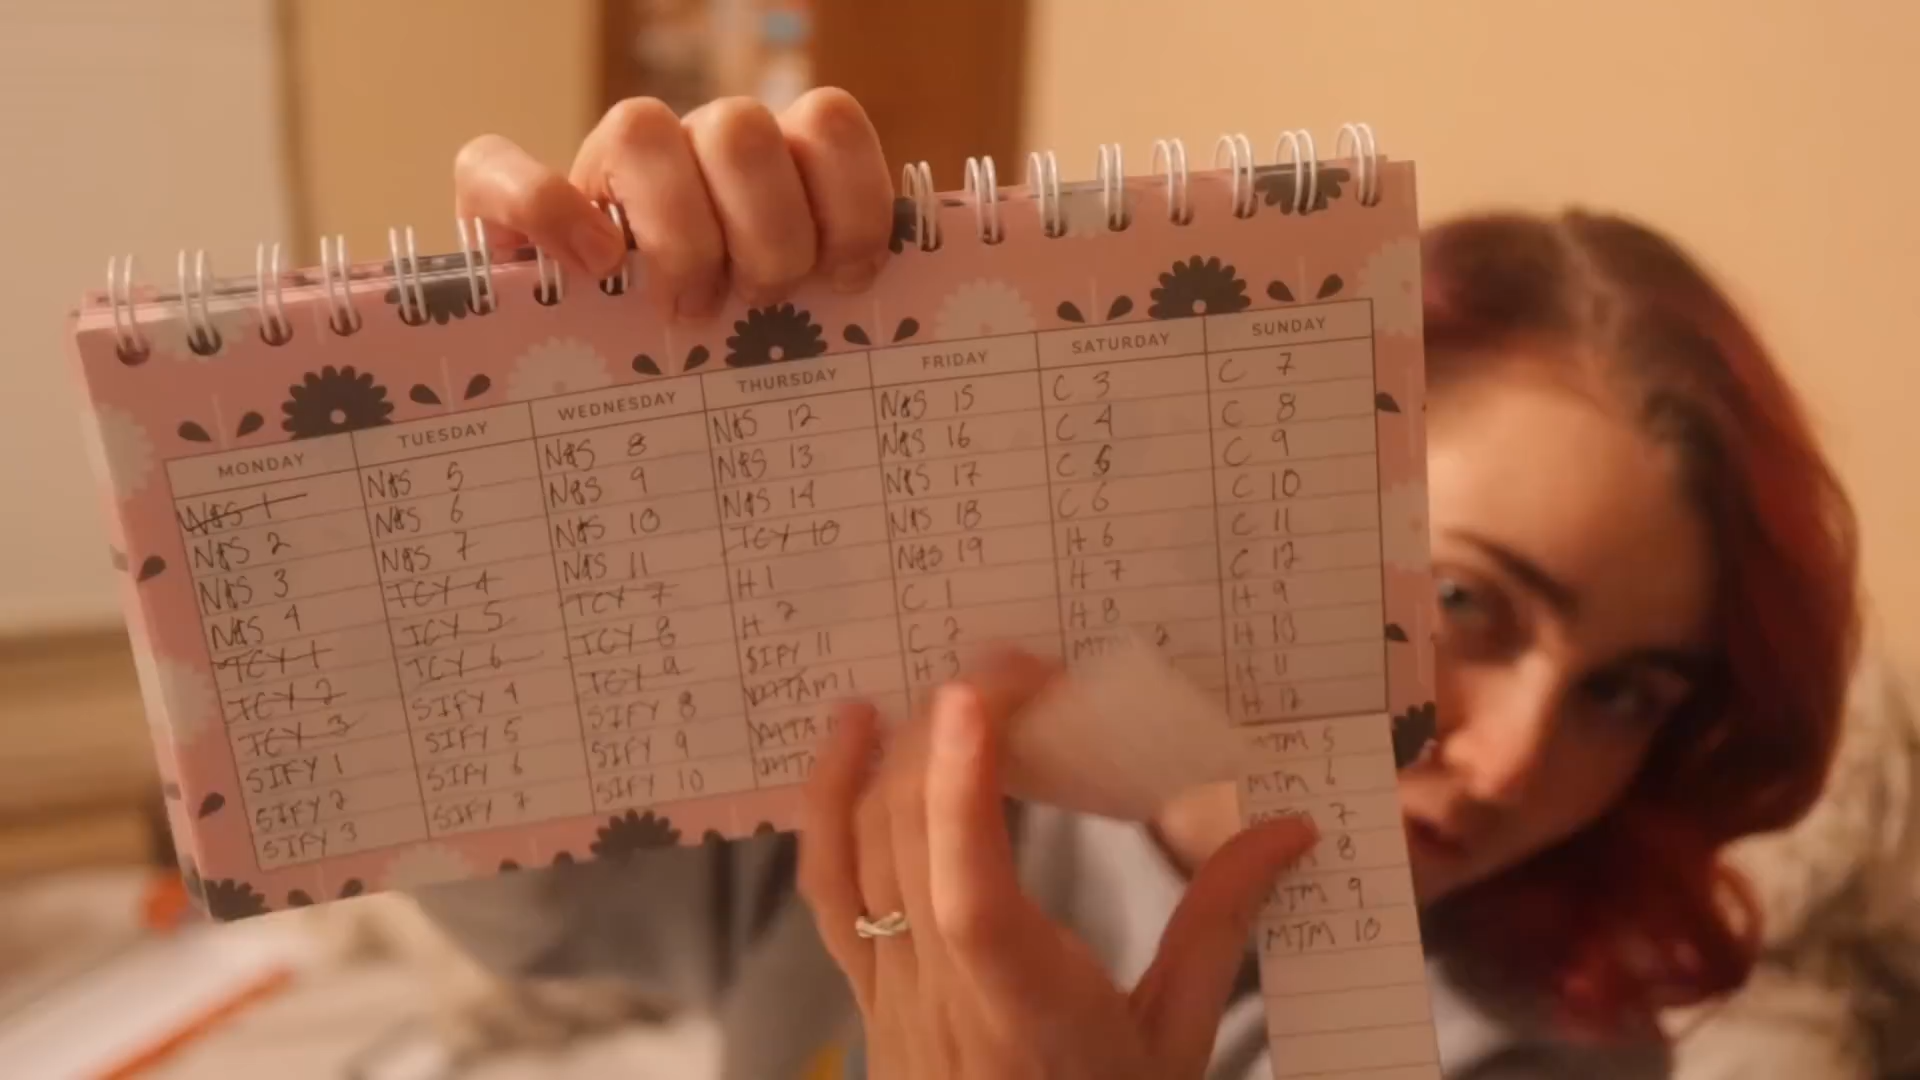 MONDAY
N&S 1
N&S 2
N&S 3
N&S 4
TCY 1
TCY 2
TCY 3
SIFY 1
SIFY 2
SIFY 3
TUESDAY
N&S 5
N&S 6
N&S 7
TCY 4
TCY 5
TCY 6
SIFY 4
SIFY 5
SIFY 6
SIFY 7
WEDNESDAY
N&S 8
N&S 9
N&S 10
N&S 11
TCY 7
TCY 8
TCY 9
SIFY 8
SIFY 9
SIFY 10
THURSDAY
N&S 12
N&S 13
N&S 14
TCY 10
H 1
H 2
SIFY 11
FRIDAY
N&S 15
N&S 16
N&S 17
N&S 18
N&S 19
C 1
C 2
H 3
SATURDAY
C 3
C 4
C 5
C 6
H 6
H 7
H 8
MTM 2
SUNDAY
C 7
C 8
C 9
C 10
C 11
C 12
H 9
H 10
H 11
H 12
MTM 5
MTM 6
MTM 7
8
MTM 9
MTM 10